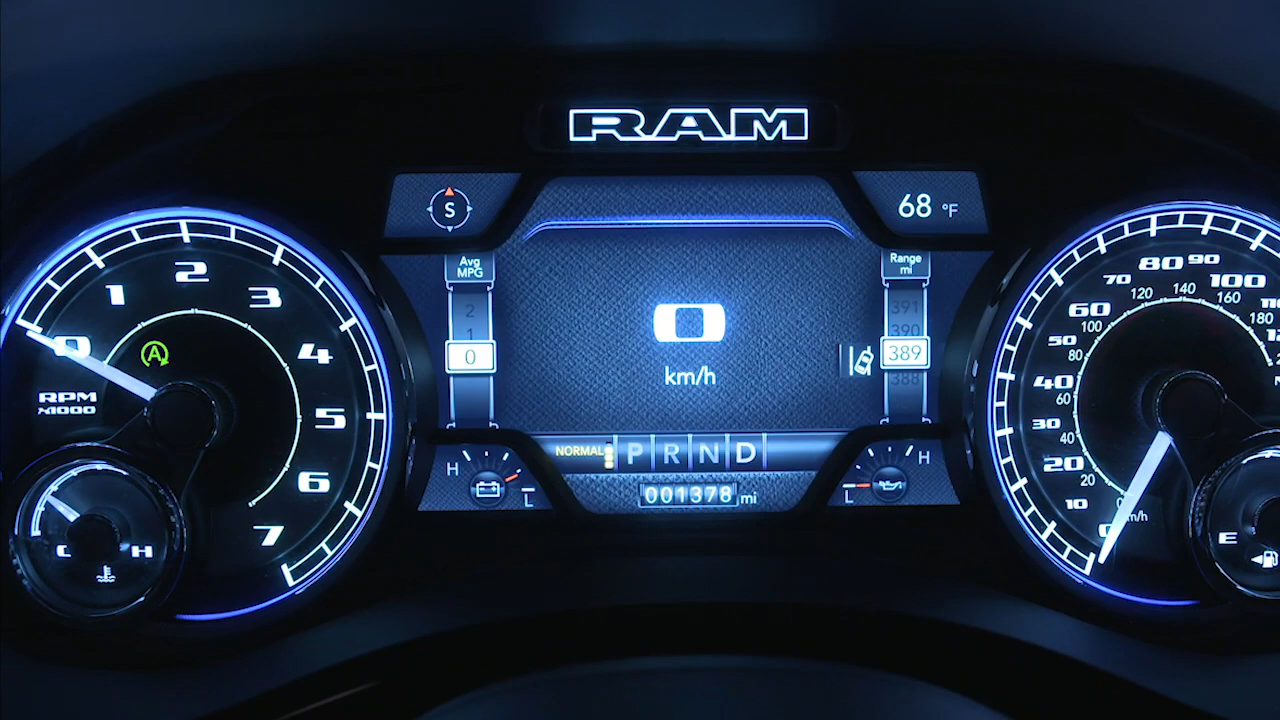 RAM
S
68 °F
Avg
MPG
2
1
0
Range
mi
391
390
389
388
0
km/h
NORMAL P R N D
001378 mi
H L
L H
0 1 2 3 4 5 6 7
RPM
X1000
A
C H
0 10 20 30 40 50 60 70 80 90 100
20 40 60 80 100 120 140 160 180
km/h
E